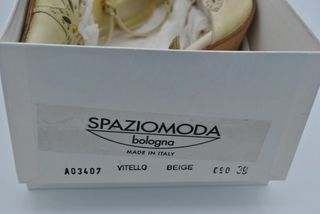 SPAZIOMODA
bologna
MADE IN ITALY
A03407 VITELLO BEIGE 39